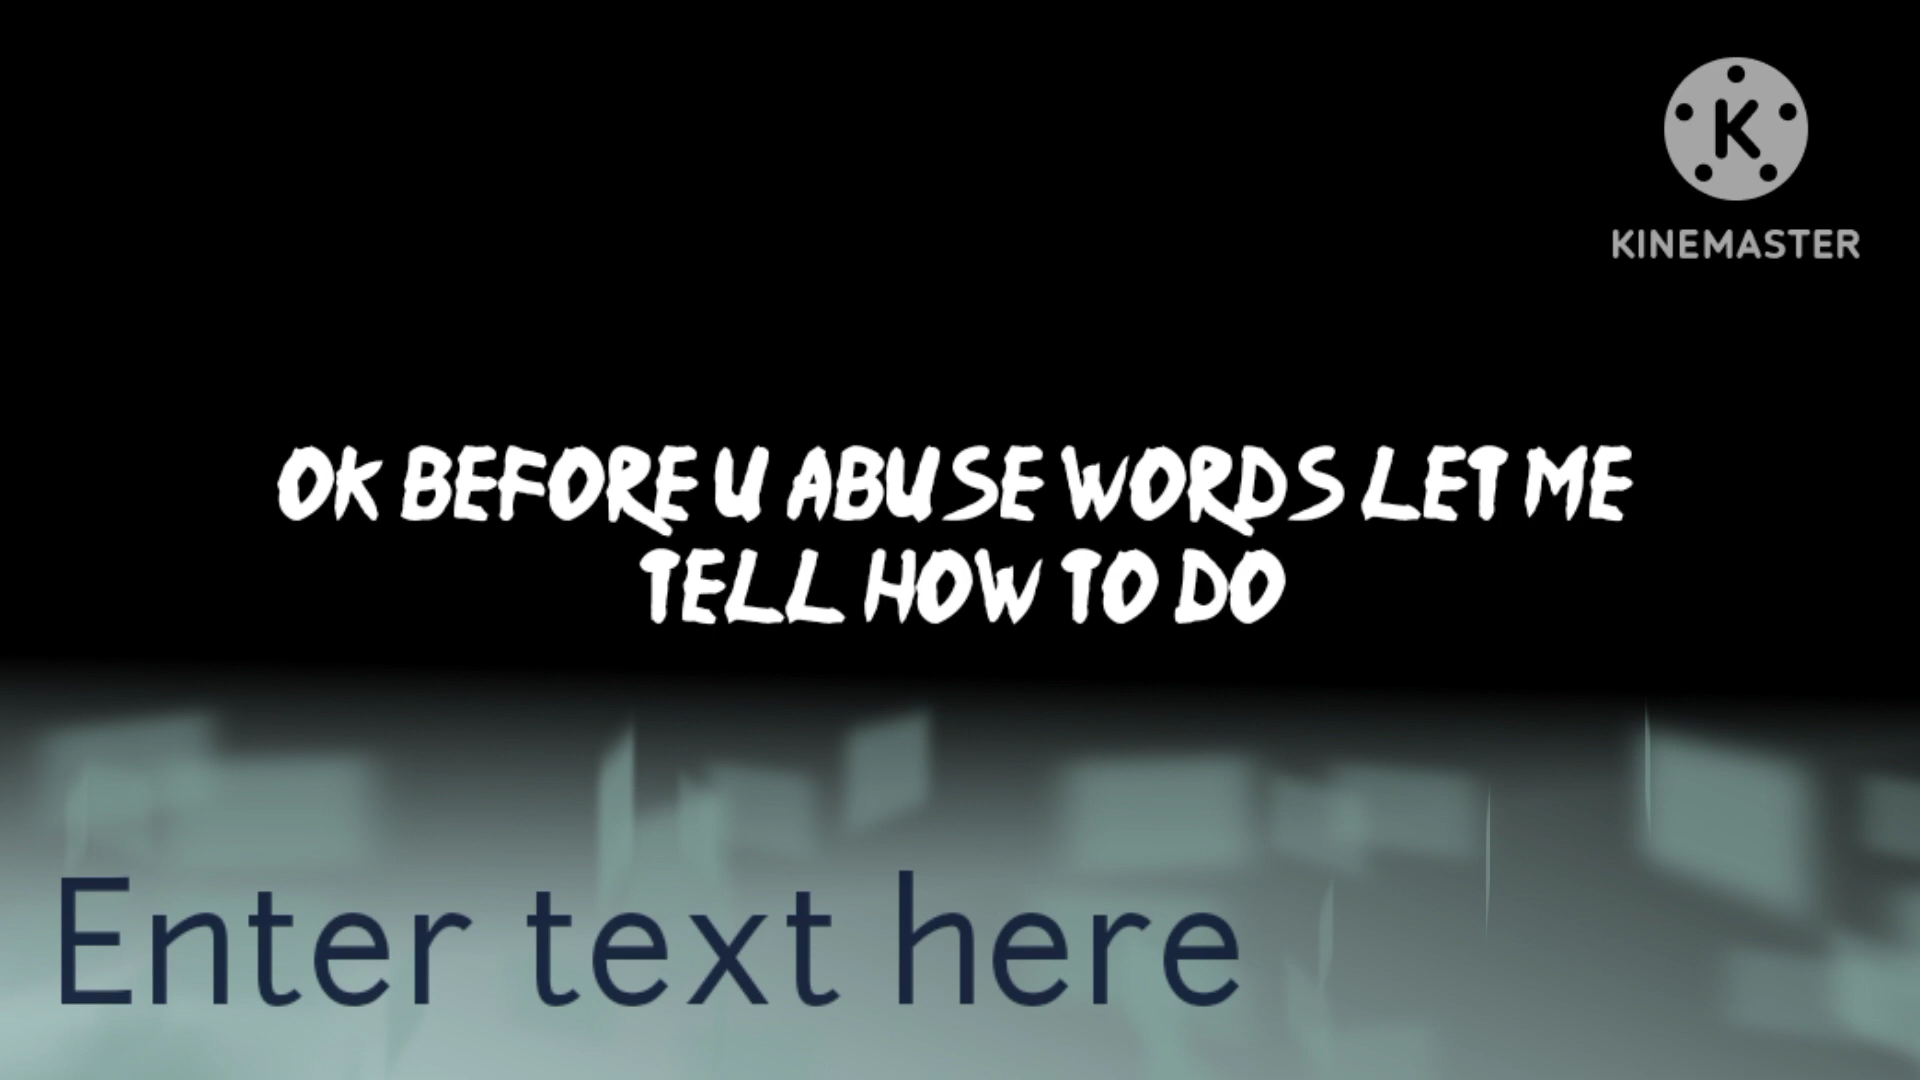 K
KINEMASTER
OK BEFORE U ABUSE WORDS LET ME
TELL HOW TO DO
Enter text here